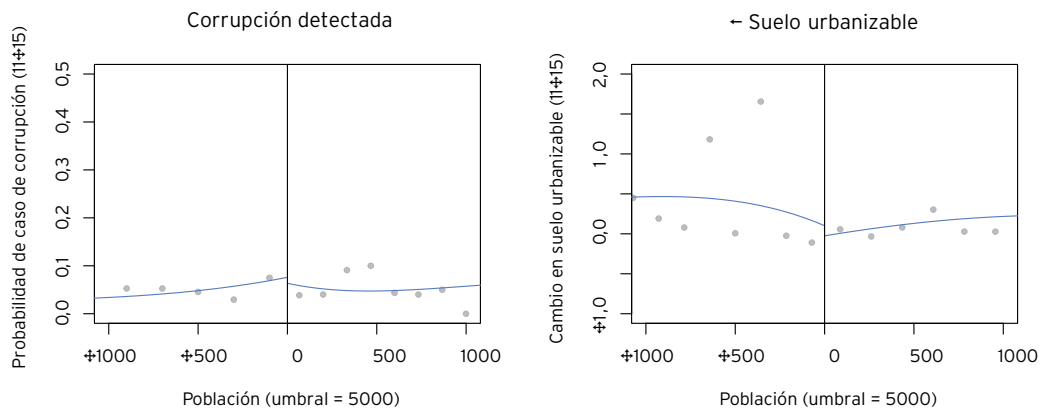 Corrupción detectada
Probabilidad de caso de corrupción (11✢15)
0,5
0,4
0,3
0,2
0,1
0,0
✢1000 ✢500 0 500 1000
Población (umbral = 5000)
← Suelo urbanizable
Cambio en suelo urbanizable (11✢15)
2,0
1,0
0,0
✢1,0
✢1000 ✢500 0 500 1000
Población (umbral = 5000)